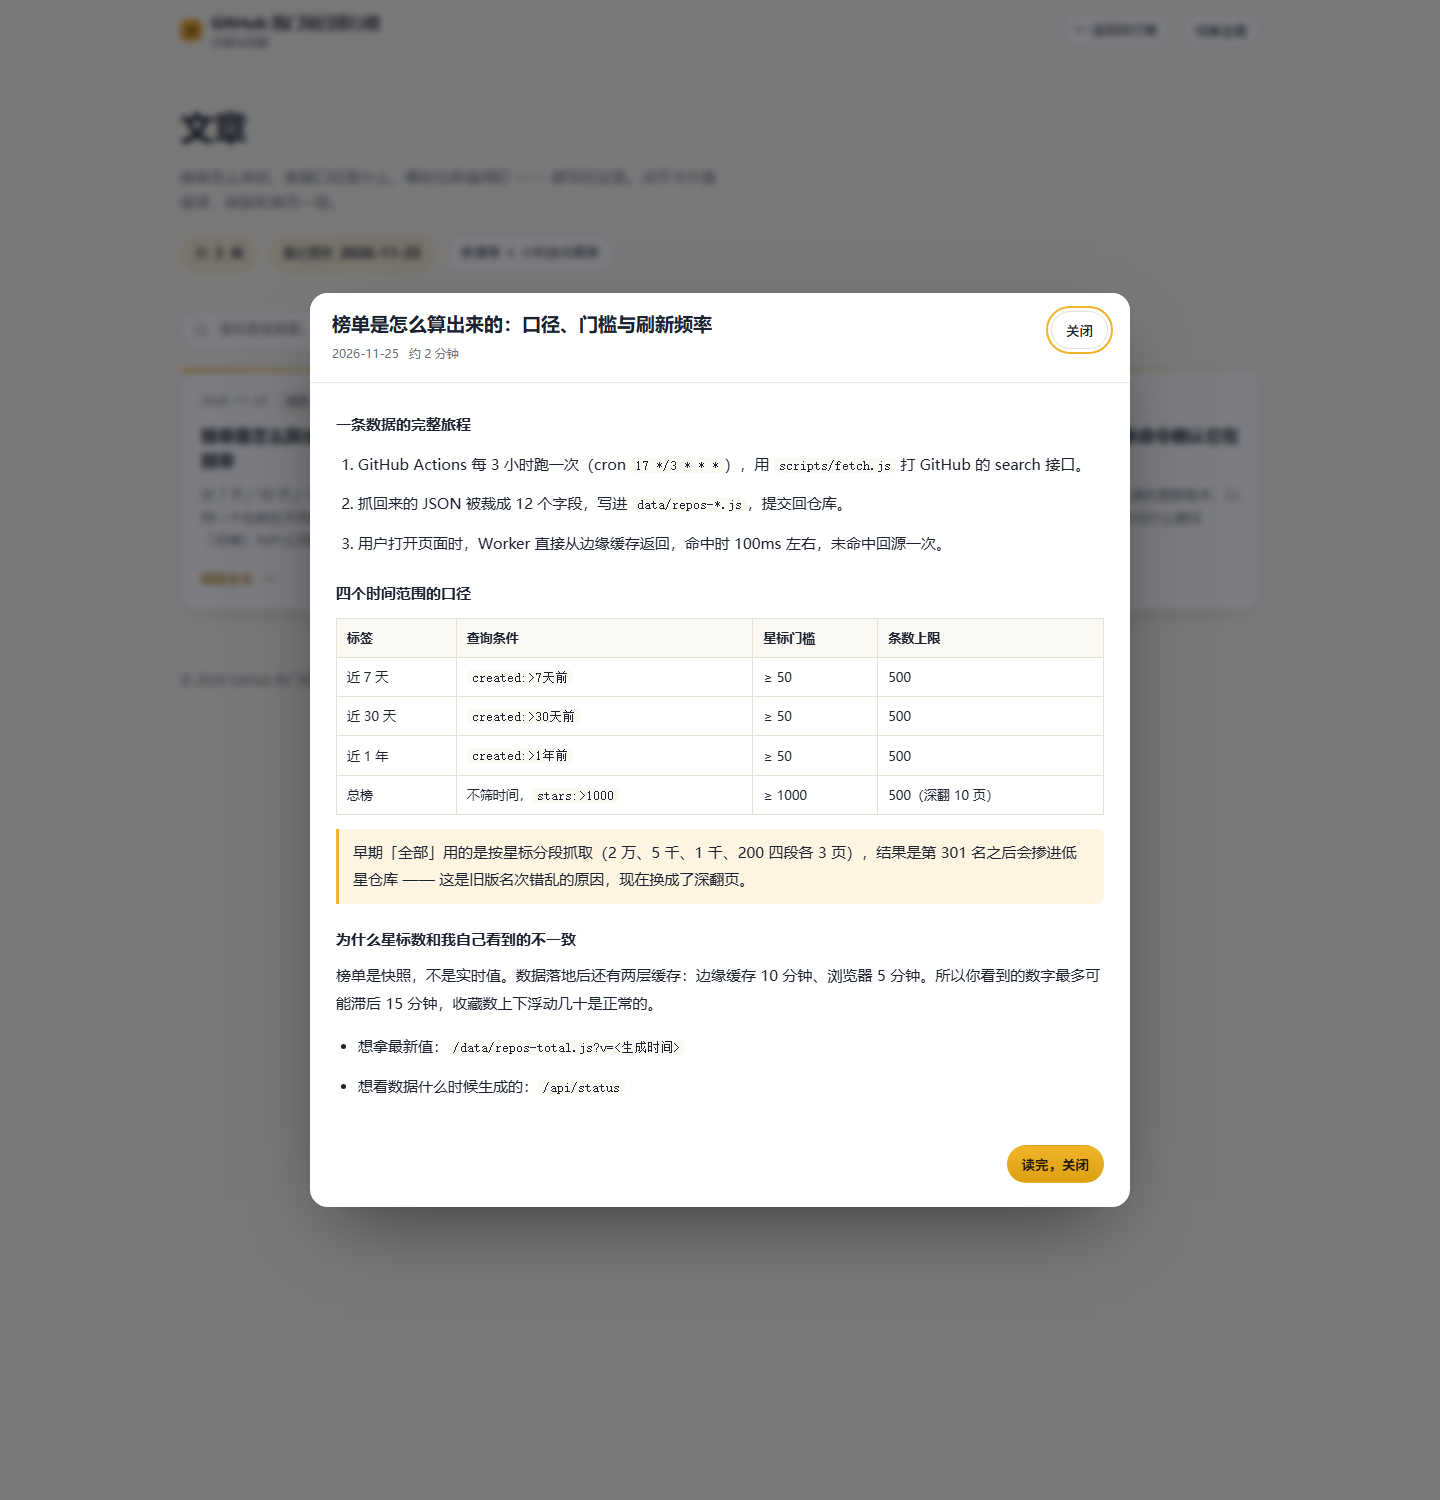 文章
2026-11-25
榜单是怎么算出来的：口径、门槛与刷新频率
关闭
2026-11-25 约 2 分钟
一条数据的完整旅程
1. GitHub Actions 每 3 小时跑一次（cron 17 */3 * * *），用 scripts/fetch.js 打 GitHub 的 search 接口。
2. 抓回来的 JSON 被裁成 12 个字段，写进 data/repos-*.js，提交回仓库。
3. 用户打开页面时，Worker 直接从边缘缓存返回，命中时 100ms 左右，未命中回源一次。
四个时间范围的口径
标签 查询条件 星标门槛 条数上限
近 7 天 created:>7天前 ≥ 50 500
近 30 天 created:>30天前 ≥ 50 500
近 1 年 created:>1年前 ≥ 50 500
总榜 不筛时间，stars:>1000 ≥ 1000 500（深翻 10 页）
早期「全部」用的是按星标分段抓取（2 万、5 千、1 千、200 四段各 3 页），结果是第 301 名之后会掺进低
星仓库 —— 这是旧版名次错乱的原因，现在换成了深翻页。
为什么星标数和我自己看到的不一致
榜单是快照，不是实时值。数据落地后还有两层缓存：边缘缓存 10 分钟、浏览器 5 分钟。所以你看到的数字最多可
能滞后 15 分钟，收藏数上下浮动几十是正常的。
• 想拿最新值：/data/repos-total.js?v=<生成时间>
• 想看数据什么时候生成的：/api/status
读完，关闭